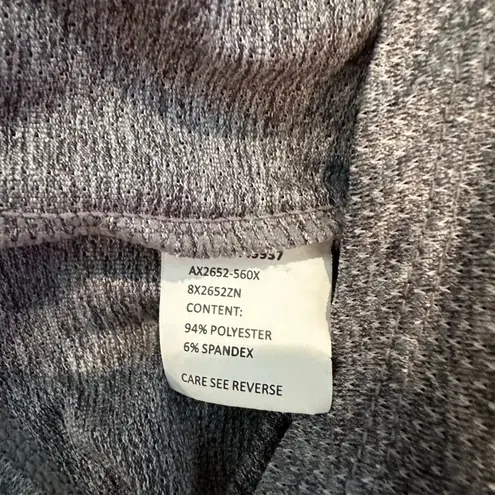 AX2652-560X
8X2652ZN
CONTENT:
94% POLYESTER
6% SPANDEX
CARE SEE REVERSE